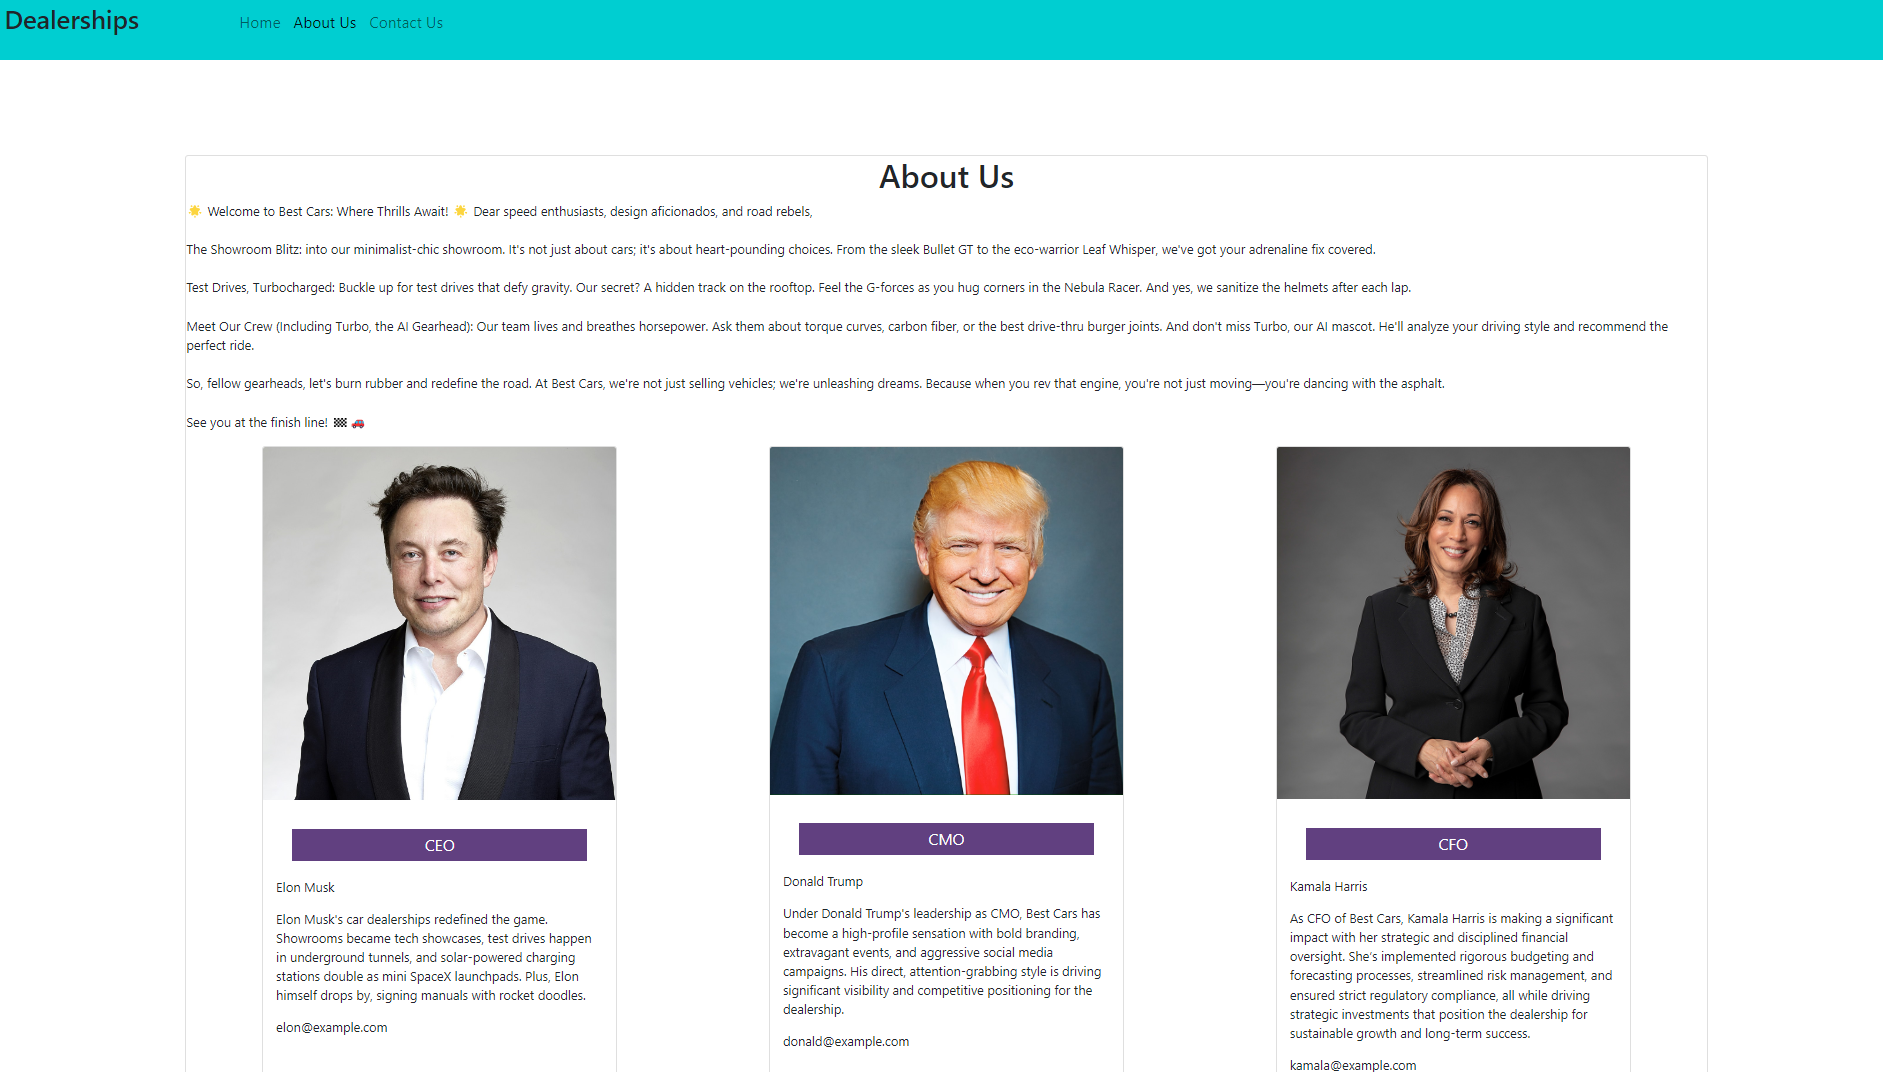 Dealerships
Home About Us Contact Us
About Us
🌟 Welcome to Best Cars: Where Thrills Await! 🌟 Dear speed enthusiasts, design aficionados, and road rebels,
The Showroom Blitz: into our minimalist-chic showroom. It's not just about cars; it's about heart-pounding choices. From the sleek Bullet GT to the eco-warrior Leaf Whisper, we've got your adrenaline fix covered.
Test Drives, Turbocharged: Buckle up for test drives that defy gravity. Our secret? A hidden track on the rooftop. Feel the G-forces as you hug corners in the Nebula Racer. And yes, we sanitize the helmets after each lap.
Meet Our Crew (Including Turbo, the AI Gearhead): Our team lives and breathes horsepower. Ask them about torque curves, carbon fiber, or the best drive-thru burger joints. And don't miss Turbo, our AI mascot. He'll analyze your driving style and recommend the
perfect ride.
So, fellow gearheads, let's burn rubber and redefine the road. At Best Cars, we're not just selling vehicles; we're unleashing dreams. Because when you rev that engine, you're not just moving—you're dancing with the asphalt.
See you at the finish line! 🏁 🚗
CEO
Elon Musk
Elon Musk's car dealerships redefined the game.
Showrooms became tech showcases, test drives happen
in underground tunnels, and solar-powered charging
stations double as mini SpaceX launchpads. Plus, Elon
himself drops by, signing manuals with rocket doodles.
elon@example.com
CMO
Donald Trump
Under Donald Trump's leadership as CMO, Best Cars has
become a high-profile sensation with bold branding,
extravagant events, and aggressive social media
campaigns. His direct, attention-grabbing style is driving
significant visibility and competitive positioning for the
dealership.
donald@example.com
CFO
Kamala Harris
As CFO of Best Cars, Kamala Harris is making a significant
impact with her strategic and disciplined financial
oversight. She's implemented rigorous budgeting and
forecasting processes, streamlined risk management, and
ensured strict regulatory compliance, all while driving
strategic investments that position the dealership for
sustainable growth and long-term success.
kamala@example.com